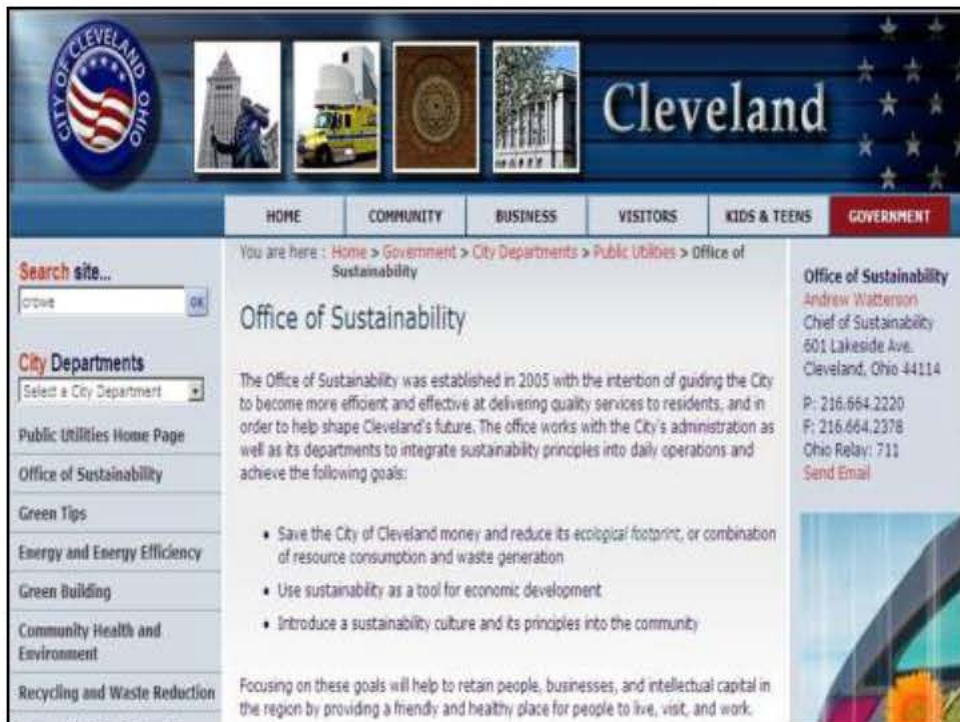 CITY OF CLEVELAND OHIO
Cleveland
HOME COMMUNITY BUSINESS VISITORS KIDS & TEENS GOVERNMENT
Search site...
crowe OK
City Departments
Select a City Department
Public Utilities Home Page
Office of Sustainability
Green Tips
Energy and Energy Efficiency
Green Building
Community Health and
Environment
Recycling and Waste Reduction
You are here : Home > Government > City Departments > Public Utilities > Office of
Sustainability
Office of Sustainability
The Office of Sustainability was established in 2005 with the intention of guiding the City
to become more efficient and effective at delivering quality services to residents, and in
order to help shape Cleveland's future. The office works with the City's administration as
well as its departments to integrate sustainability principles into daily operations and
achieve the following goals:
• Save the City of Cleveland money and reduce its ecological footprint, or combination
of resource consumption and waste generation
• Use sustainability as a tool for economic development
• Introduce a sustainability culture and its principles into the community
Focusing on these goals will help to retain people, businesses, and intellectual capital in
the region by providing a friendly and healthy place for people to live, visit, and work.
Office of Sustainability
Andrew Watterson
Chief of Sustainability
601 Lakeside Ave.
Cleveland, Ohio 44114
P: 216.664.2220
F: 216.664.2378
Ohio Relay: 711
Send Email